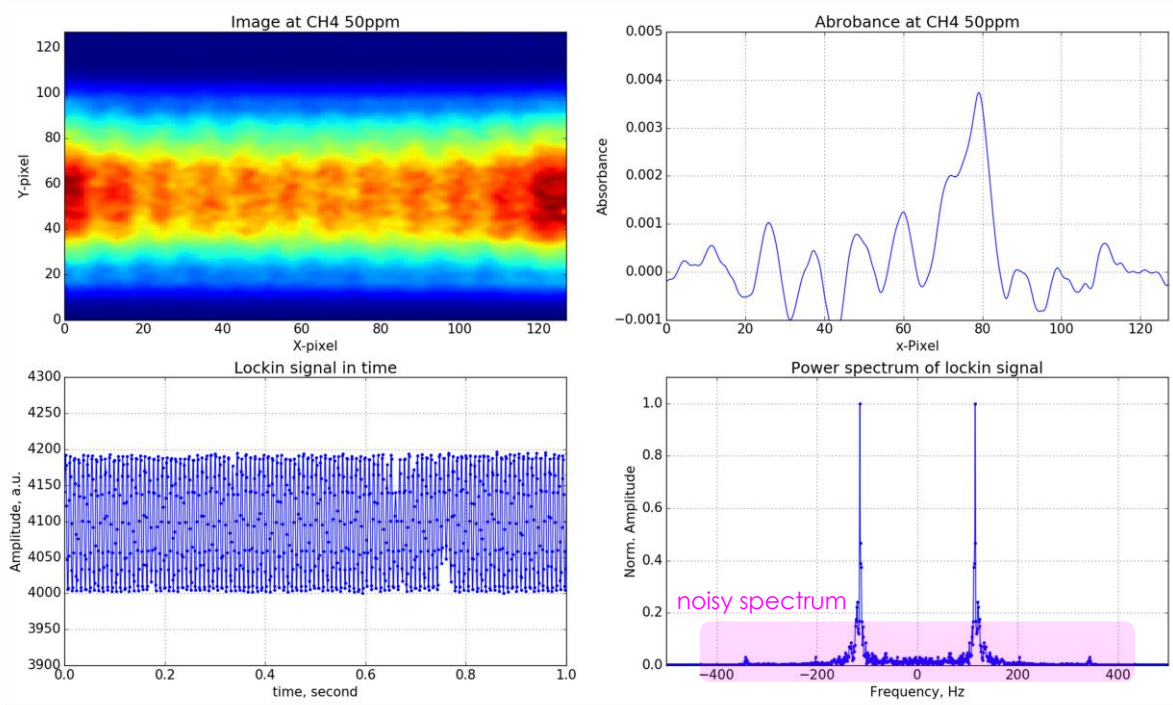 Image at CH4 50ppm
120
100
80
60
40
20
0
Y-pixel
0 20 40 60 80 100 120
X-pixel
Abrobance at CH4 50ppm
0.005
0.004
0.003
0.002
0.001
0.000
−0.001
Absorbance
0 20 40 60 80 100 120
x-Pixel
Lockin signal in time
4300
4250
4200
4150
4100
4050
4000
3950
3900
Amplitude, a.u.
0.0 0.2 0.4 0.6 0.8 1.0
time, second
Power spectrum of lockin signal
1.0
0.8
0.6
0.4
0.2
0.0
Norm. Amplitude
noisy spectrum
−400 −200 0 200 400
Frequency, Hz